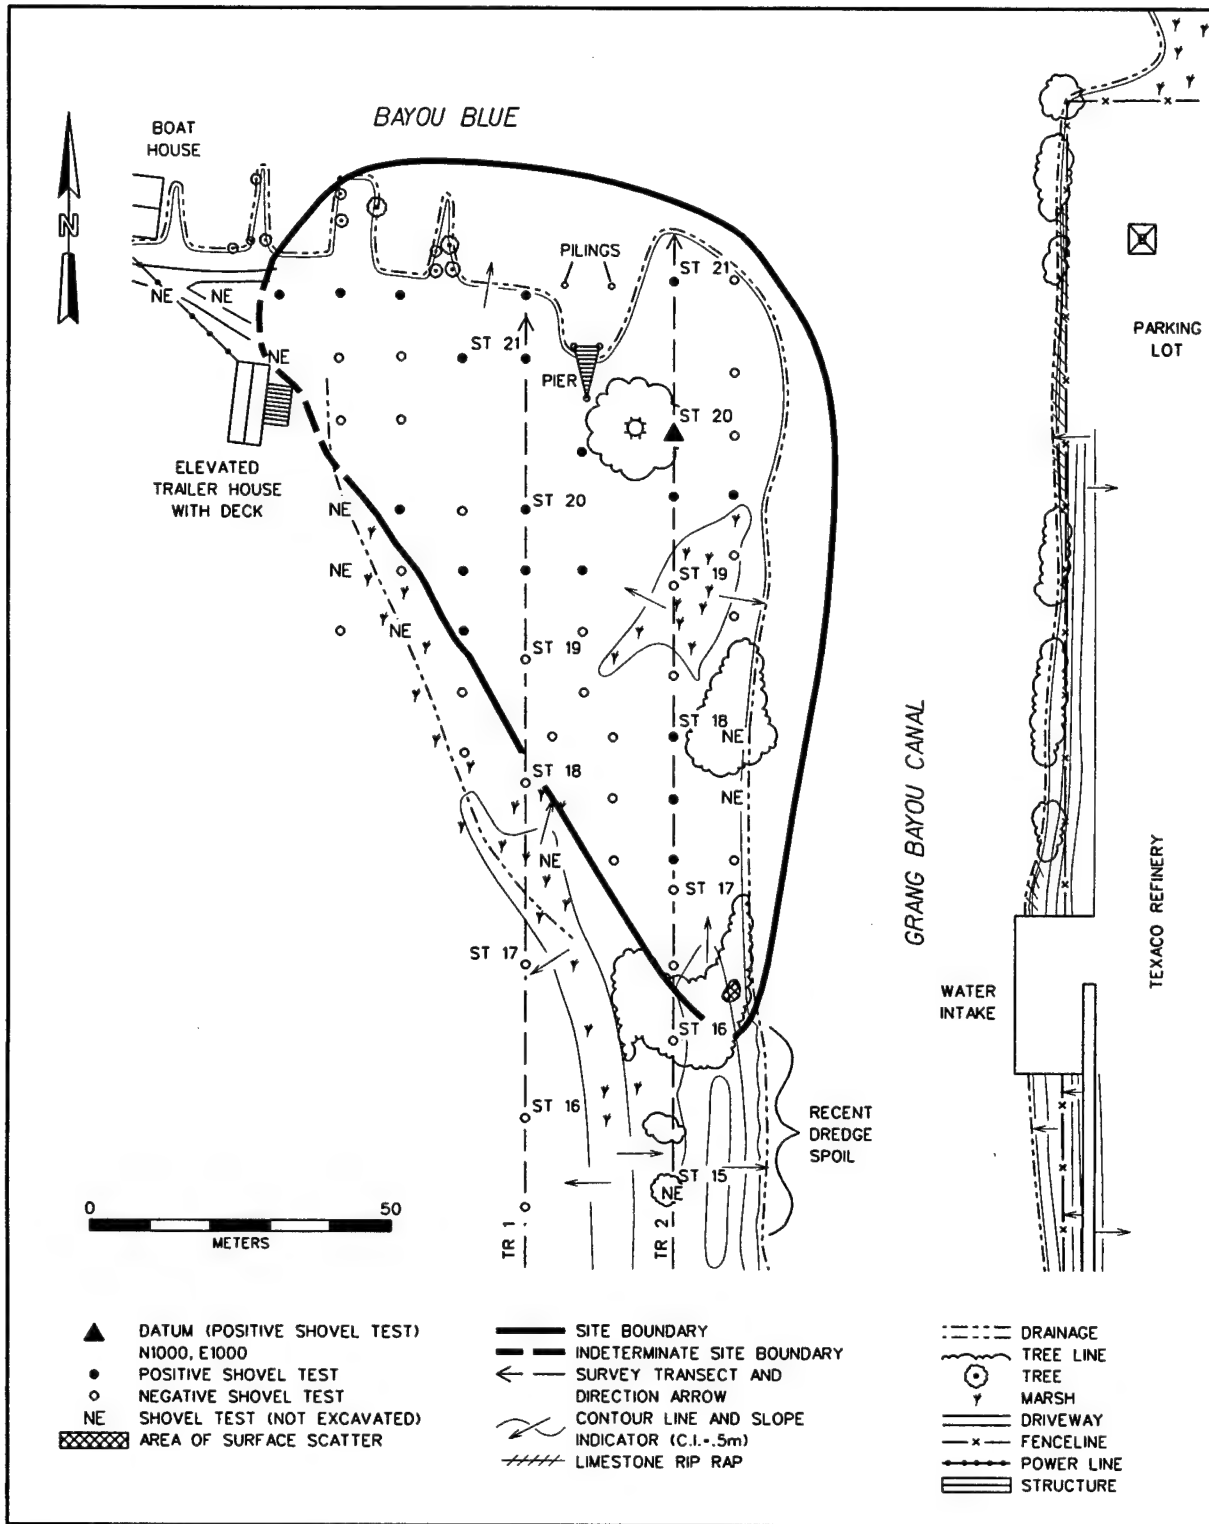 BAYOU BLUE
BOAT
HOUSE
N
PILINGS
ST 21
NE
NE
PARKING
LOT
ST 21
NE
PIER
ST 20
ELEVATED
TRAILER HOUSE
WITH DECK
NE
ST 20
NE
ST 19
NE
ST 19
ST 18
NE
GRANG BAYOU CANAL
ST 18
NE
NE
ST 17
TEXACO REFINERY
ST 17
WATER
INTAKE
ST 16
ST 16
RECENT
DREDGE
SPOIL
ST 15
NE
0
50
METERS
TR 1
TR 2
DATUM (POSITIVE SHOVEL TEST)
N1000, E1000
POSITIVE SHOVEL TEST
NEGATIVE SHOVEL TEST
NE SHOVEL TEST (NOT EXCAVATED)
AREA OF SURFACE SCATTER
SITE BOUNDARY
INDETERMINATE SITE BOUNDARY
SURVEY TRANSECT AND
DIRECTION ARROW
CONTOUR LINE AND SLOPE
INDICATOR (C.I.-.5m)
LIMESTONE RIP RAP
DRAINAGE
TREE LINE
TREE
MARSH
DRIVEWAY
FENCELINE
POWER LINE
STRUCTURE